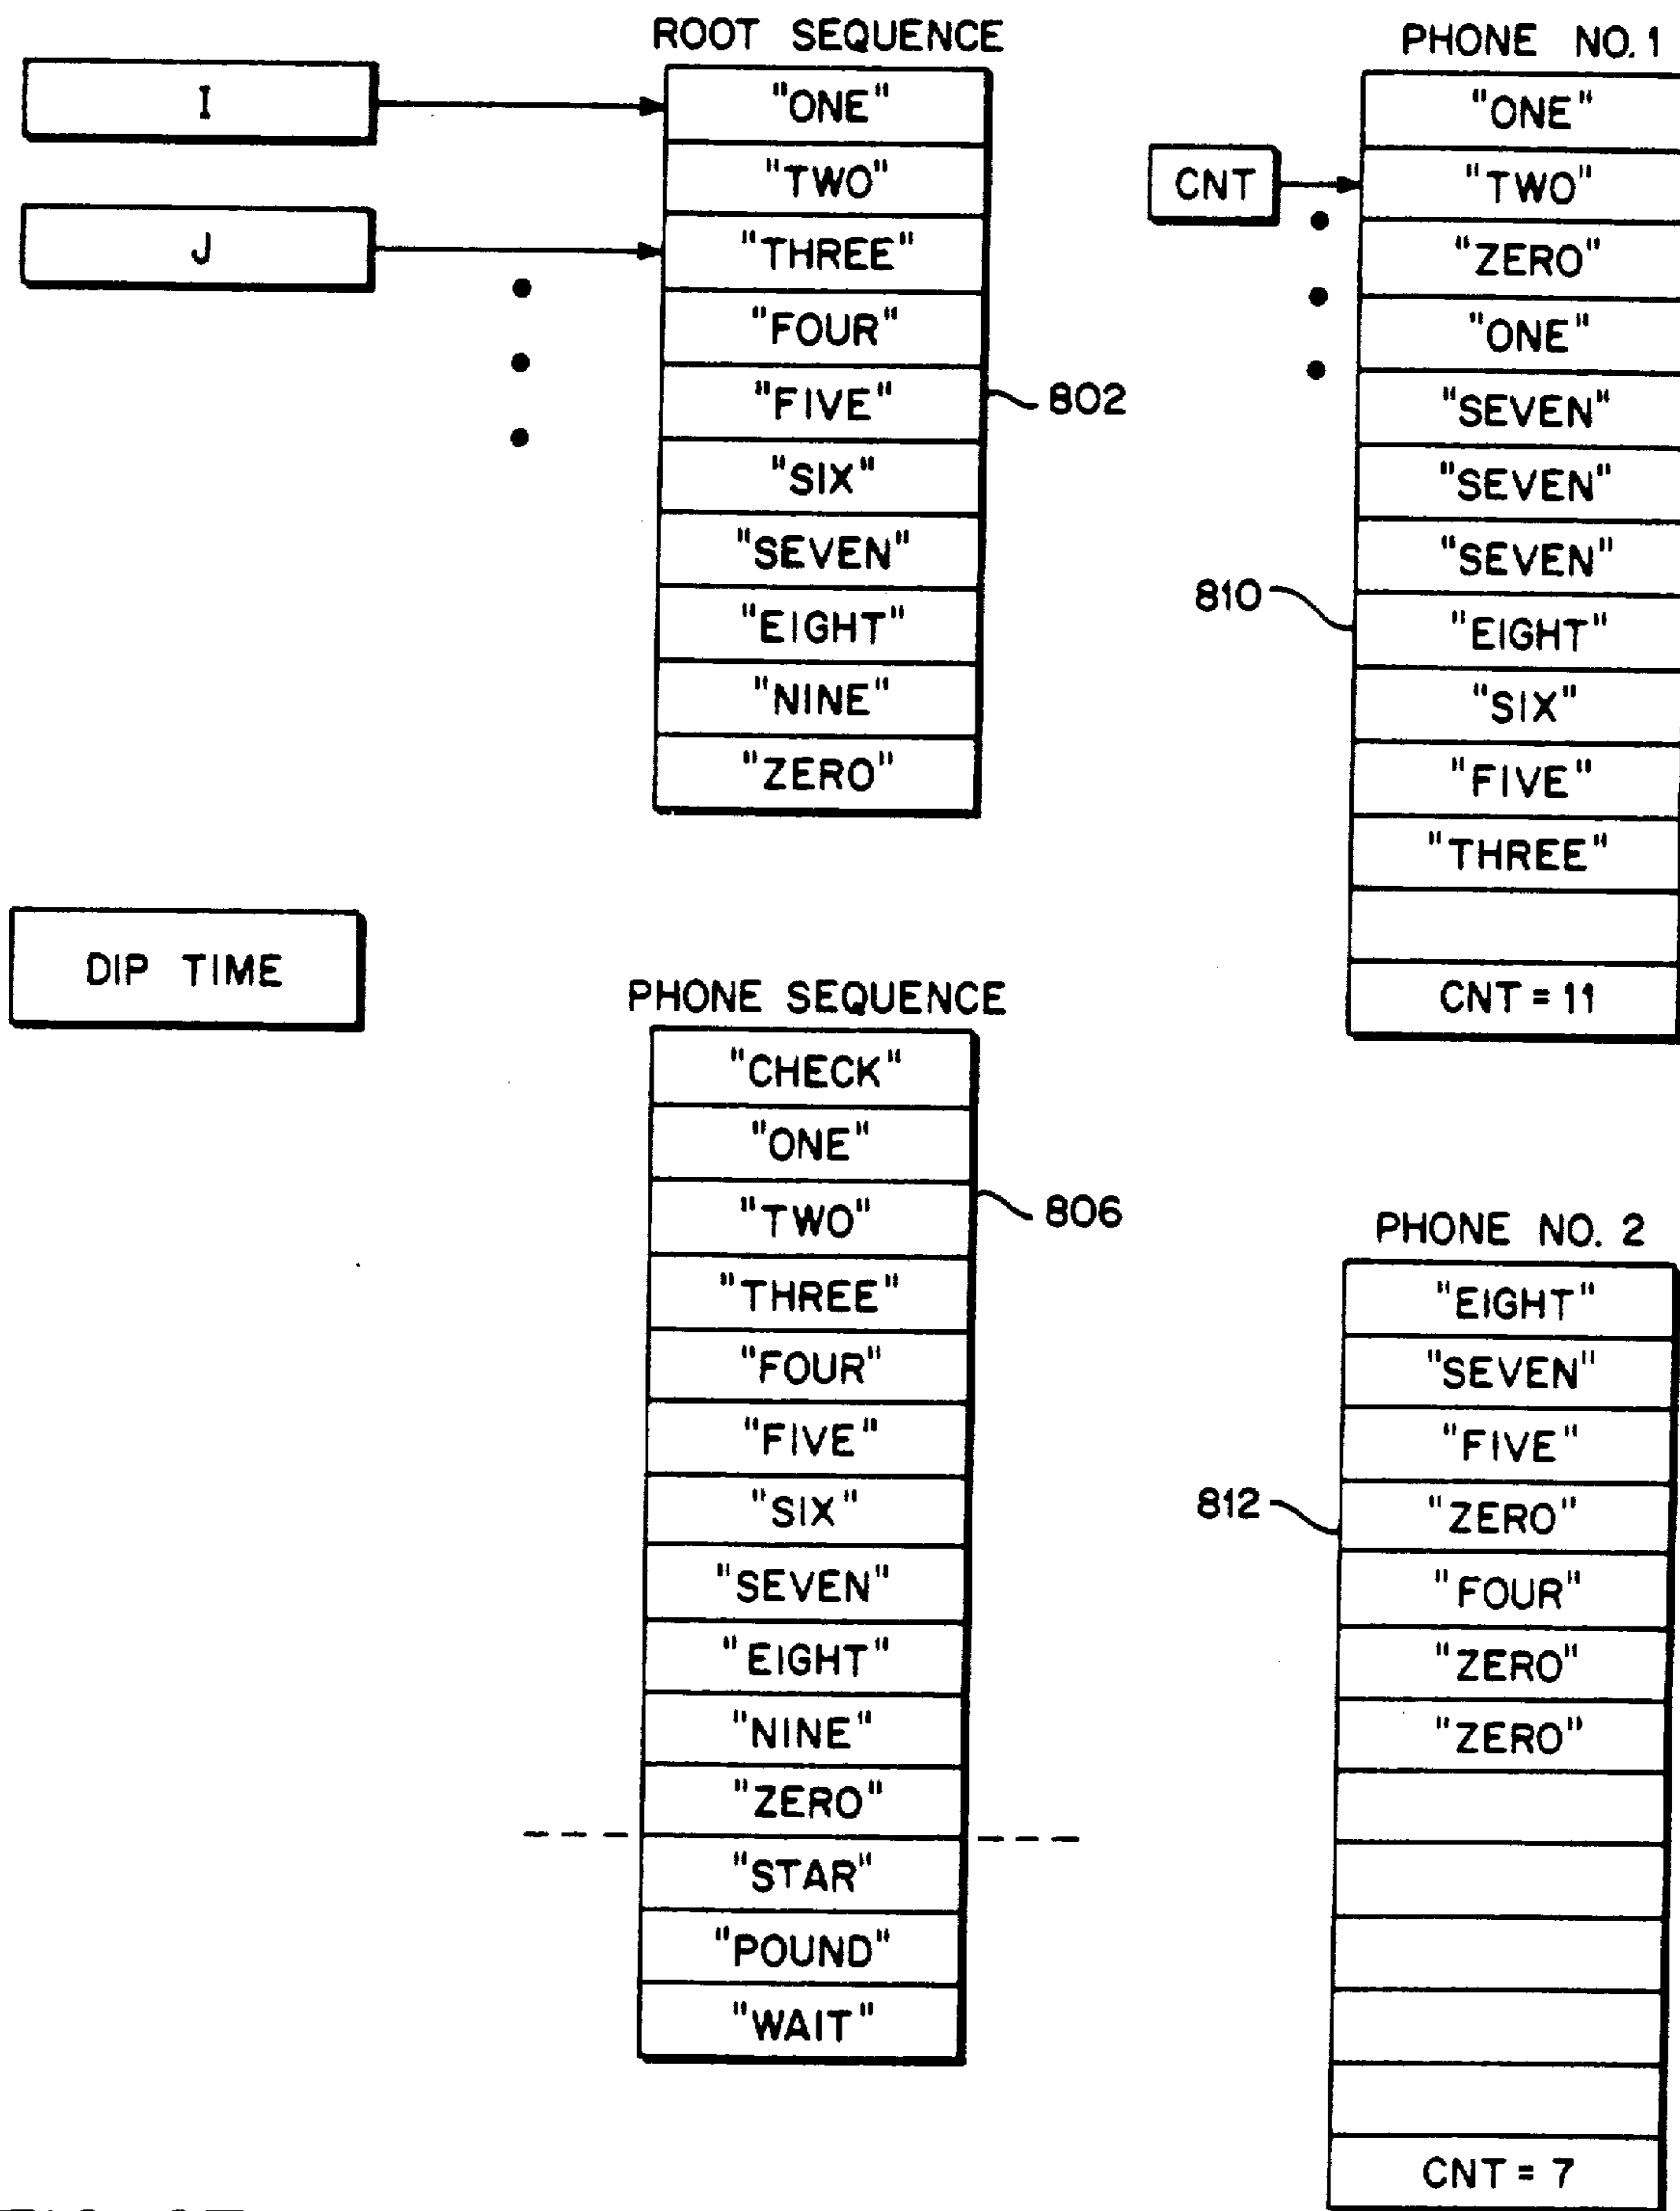 I
J
DIP TIME
ROOT SEQUENCE
"ONE"
"TWO"
"THREE"
"FOUR"
"FIVE"
"SIX"
"SEVEN"
"EIGHT"
"NINE"
"ZERO"
802
PHONE SEQUENCE
"CHECK"
"ONE"
"TWO"
"THREE"
"FOUR"
"FIVE"
"SIX"
"SEVEN"
"EIGHT"
"NINE"
"ZERO"
"STAR"
"POUND"
"WAIT"
806
PHONE NO. 1
CNT
"ONE"
"TWO"
"ZERO"
"ONE"
"SEVEN"
"SEVEN"
"SEVEN"
"EIGHT"
"SIX"
"FIVE"
"THREE"
CNT = 11
810
PHONE NO. 2
"EIGHT"
"SEVEN"
"FIVE"
"ZERO"
"FOUR"
"ZERO"
"ZERO"
CNT = 7
812